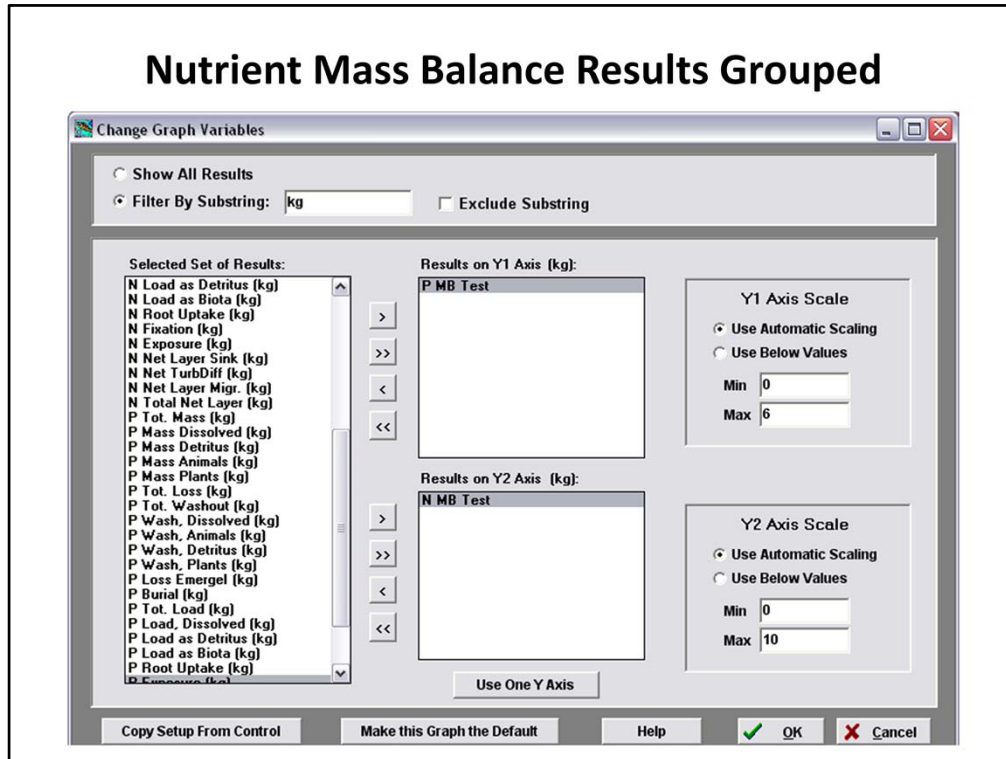 Nutrient Mass Balance Results Grouped
Change Graph Variables
Show All Results
Filter By Substring: kg
Exclude Substring
Selected Set of Results:
N Load as Detritus (kg)
N Load as Biota (kg)
N Root Uptake (kg)
N Fixation (kg)
N Exposure (kg)
N Net Layer Sink (kg)
N Net TurbDiff (kg)
N Net Layer Migr. (kg)
N Total Net Layer (kg)
P Tot. Mass (kg)
P Mass Dissolved (kg)
P Mass Detritus (kg)
P Mass Animals (kg)
P Mass Plants (kg)
P Tot. Loss (kg)
P Tot. Washout (kg)
P Wash, Dissolved (kg)
P Wash, Animals (kg)
P Wash, Detritus (kg)
P Wash, Plants (kg)
P Loss Emergel (kg)
P Burial (kg)
P Tot. Load (kg)
P Load, Dissolved (kg)
P Load as Detritus (kg)
P Load as Biota (kg)
P Root Uptake (kg)
P Exposure (kg)
>
>>
<
<<
>
>>
<
<<
Results on Y1 Axis (kg):
P MB Test
Results on Y2 Axis (kg):
N MB Test
Use One Y Axis
Y1 Axis Scale
Use Automatic Scaling
Use Below Values
Min 0
Max 6
Y2 Axis Scale
Use Automatic Scaling
Use Below Values
Min 0
Max 10
Copy Setup From Control
Make this Graph the Default
Help
OK
Cancel